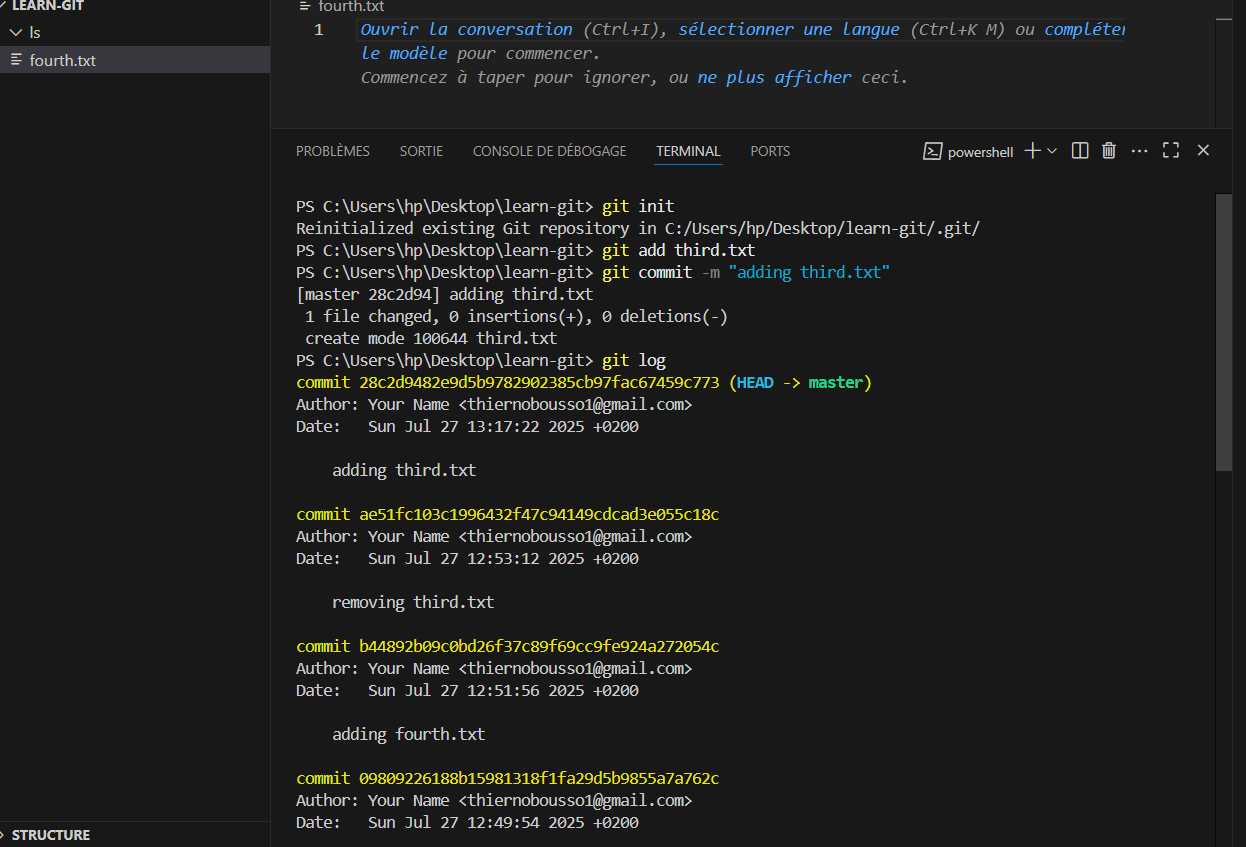 LEARN-GIT
ls
fourth.txt
fourth.txt
1 Ouvrir la conversation (Ctrl+I), sélectionner une langue (Ctrl+K M) ou compléter
le modèle pour commencer.
Commencez à taper pour ignorer, ou ne plus afficher ceci.
PROBLÈMES SORTIE CONSOLE DE DÉBOGAGE TERMINAL PORTS powershell
PS C:\Users\hp\Desktop\learn-git> git init
Reinitialized existing Git repository in C:/Users/hp/Desktop/learn-git/.git/
PS C:\Users\hp\Desktop\learn-git> git add third.txt
PS C:\Users\hp\Desktop\learn-git> git commit -m "adding third.txt"
[master 28c2d94] adding third.txt
1 file changed, 0 insertions(+), 0 deletions(-)
create mode 100644 third.txt
PS C:\Users\hp\Desktop\learn-git> git log
commit 28c2d9482e9d5b9782902385cb97fac67459c773 (HEAD -> master)
Author: Your Name <thiernobousso1@gmail.com>
Date: Sun Jul 27 13:17:22 2025 +0200
adding third.txt
commit ae51fc103c1996432f47c94149cdcad3e055c18c
Author: Your Name <thiernobousso1@gmail.com>
Date: Sun Jul 27 12:53:12 2025 +0200
removing third.txt
commit b44892b09c0bd26f37c89f69cc9fe924a272054c
Author: Your Name <thiernobousso1@gmail.com>
Date: Sun Jul 27 12:51:56 2025 +0200
adding fourth.txt
commit 09809226188b15981318f1fa29d5b9855a7a762c
Author: Your Name <thiernobousso1@gmail.com>
Date: Sun Jul 27 12:49:54 2025 +0200
STRUCTURE